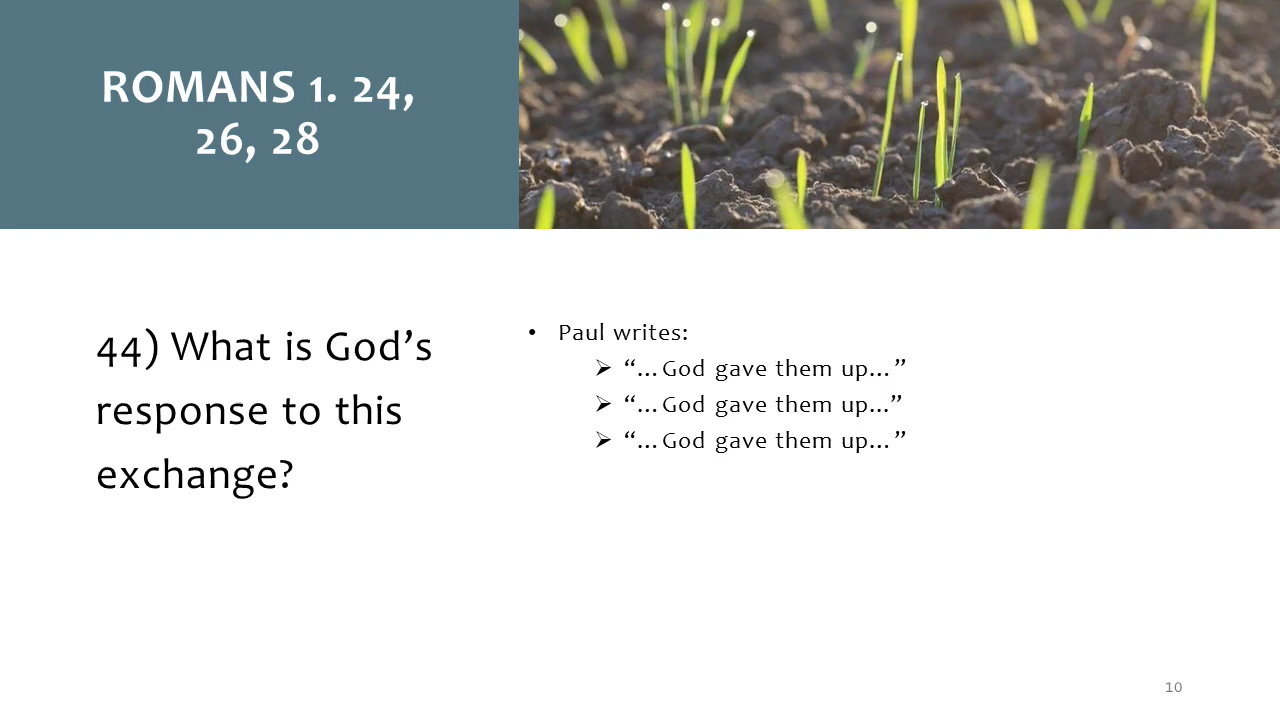 ROMANS 1. 24,
26, 28
44) What is God’s
response to this
exchange?
• Paul writes:
➢ “…God gave them up…”
➢ “…God gave them up...”
➢ “…God gave them up…”
10